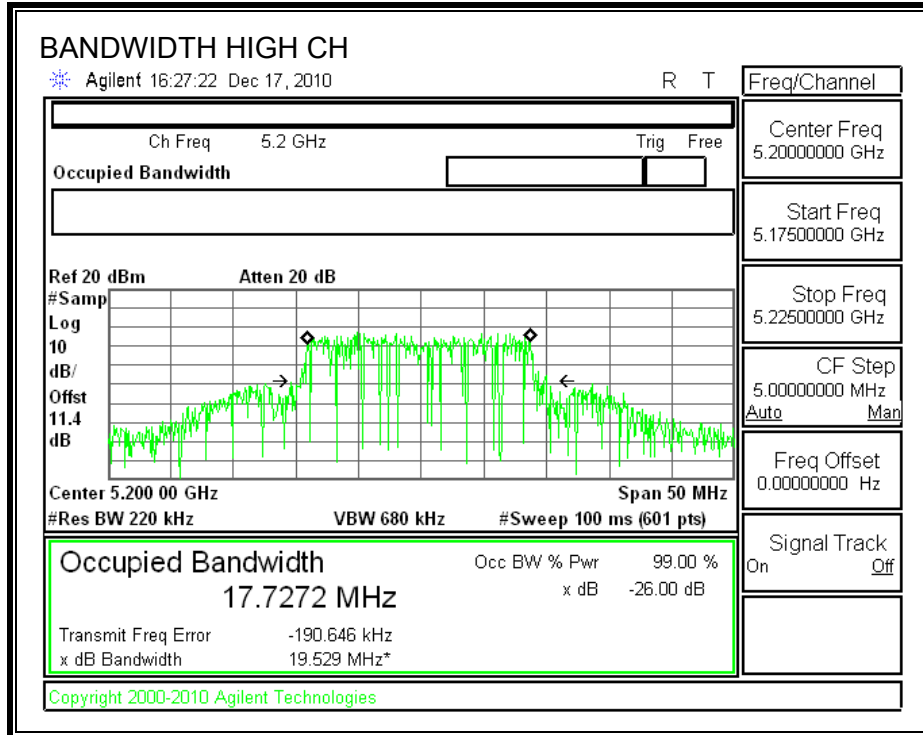 BANDWIDTH HIGH CH
Agilent 16:27:22 Dec 17, 2010 R T
Freq/Channel
Ch Freq 5.2 GHz Trig Free
Occupied Bandwidth
Center Freq
5.20000000 GHz
Start Freq
5.17500000 GHz
Stop Freq
5.22500000 GHz
CF Step
5.00000000 MHz
Auto Man
Freq Offset
0.00000000 Hz
Signal Track
On Off
Ref 20 dBm Atten 20 dB
#Samp
Log
10
dB/
Offst
11.4
dB
Center 5.200 00 GHz Span 50 MHz
#Res BW 220 kHz VBW 680 kHz #Sweep 100 ms (601 pts)
Occupied Bandwidth Occ BW % Pwr 99.00 %
17.7272 MHz x dB -26.00 dB
Transmit Freq Error -190.646 kHz
x dB Bandwidth 19.529 MHz*
Copyright 2000-2010 Agilent Technologies